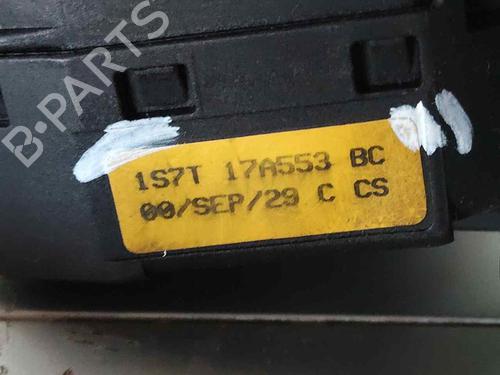 B-PARTS
1S7T 17A553 BC
00/SEP/29 C CS